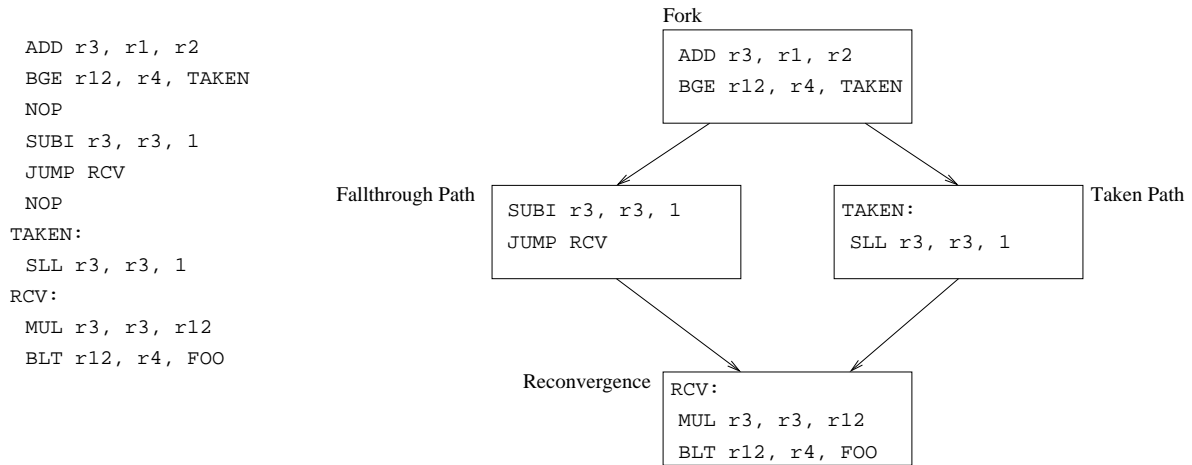 ADD r3, r1, r2
BGE r12, r4, TAKEN
NOP
SUBI r3, r3, 1
JUMP RCV
NOP
TAKEN:
SLL r3, r3, 1
RCV:
MUL r3, r3, r12
BLT r12, r4, FOO
Fork
ADD r3, r1, r2
BGE r12, r4, TAKEN
Fallthrough Path
SUBI r3, r3, 1
JUMP RCV
TAKEN:
SLL r3, r3, 1
Taken Path
Reconvergence
RCV:
MUL r3, r3, r12
BLT r12, r4, FOO